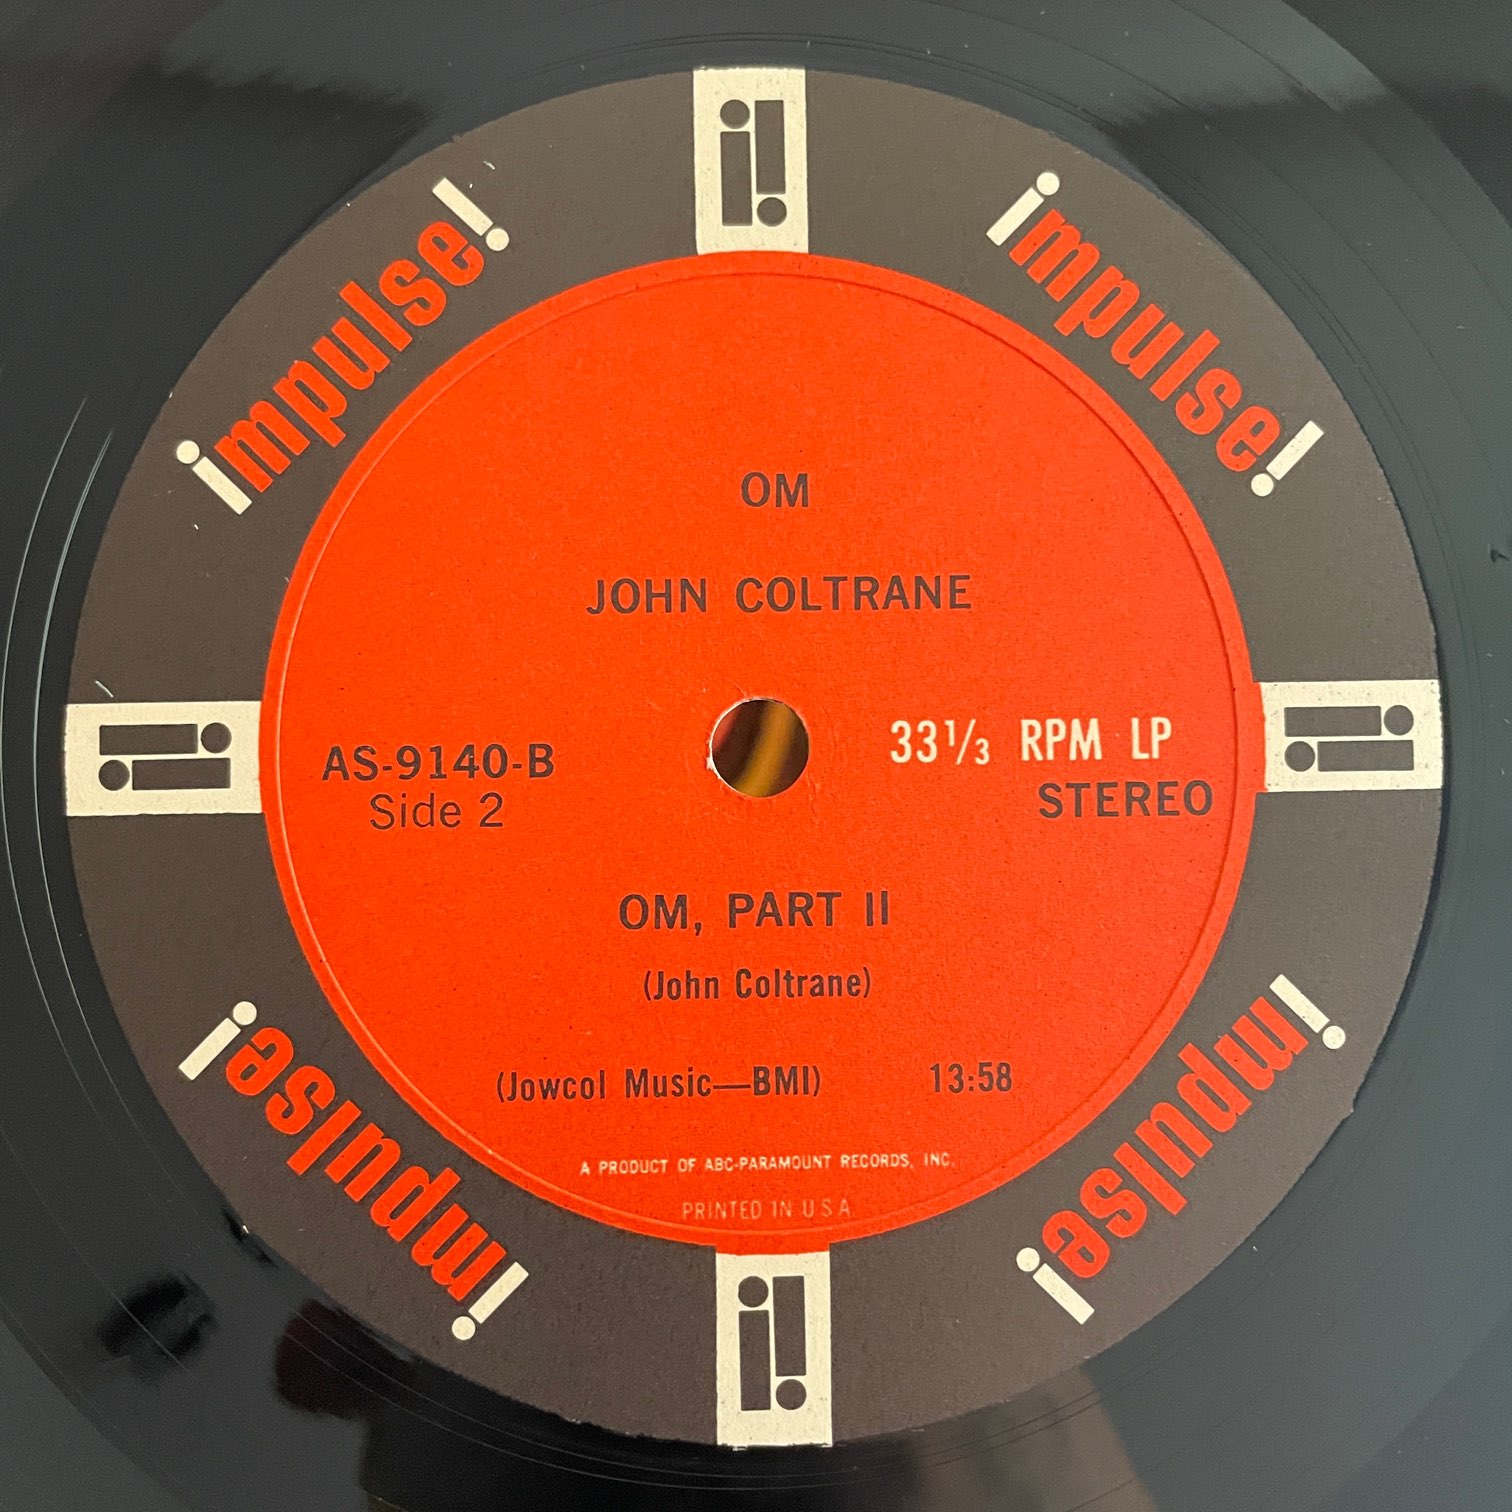 impulse!
impulse!
OM
JOHN COLTRANE
AS-9140-B
Side 2
33⅓ RPM LP
STEREO
OM, PART II
(John Coltrane)
(Jowcol Music—BMI) 13:58
A PRODUCT OF ABC-PARAMOUNT RECORDS, INC.
PRINTED IN U.S.A.
impulse!
impulse!